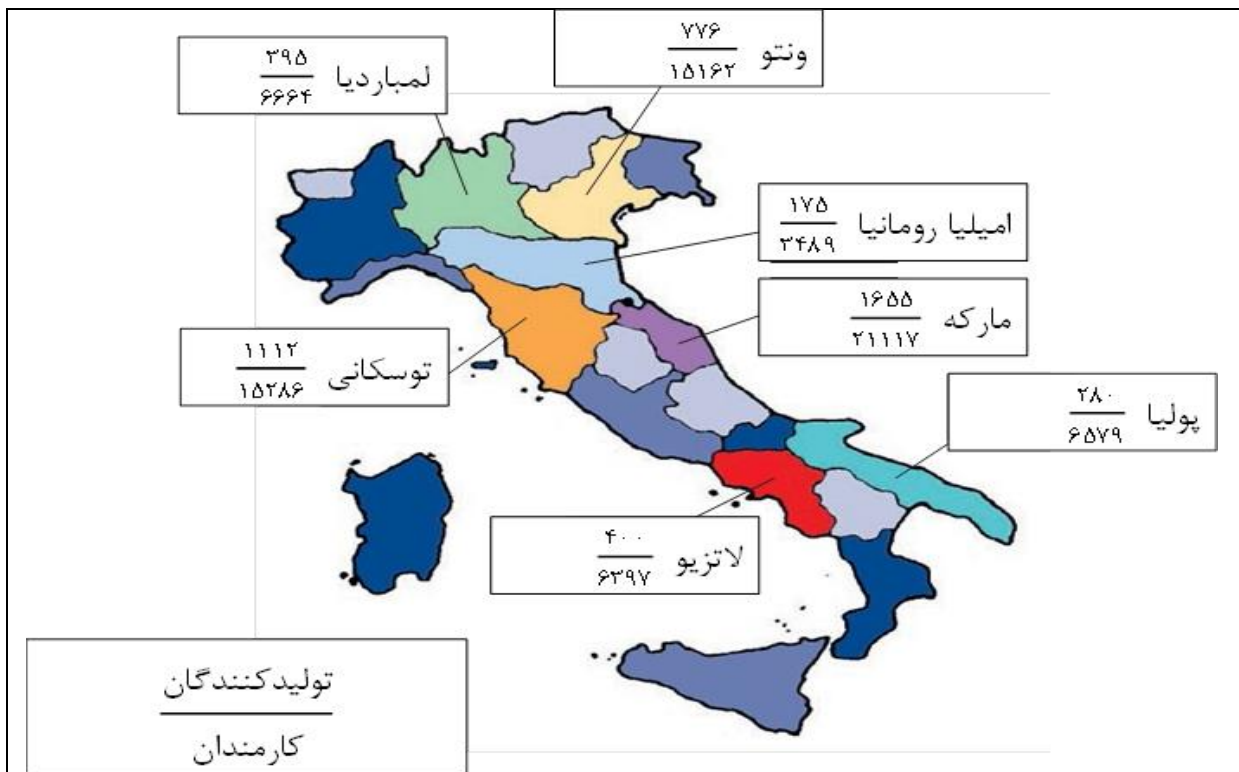 ۷۷۶
ونتو
۱۵۱۶۲
۳۹۵
لمباردیا
۶۶۶۴
۱۷۵
امیلیا رومانیا
۳۴۸۹
۱۶۵۵
مارکه
۲۱۱۱۷
۱۱۱۲
توسکانی
۱۵۲۸۶
۲۸۰
پولیا
۶۵۷۹
۴۰۰
لاتزیو
۶۳۹۷
تولیدکنندگان
کارمندان